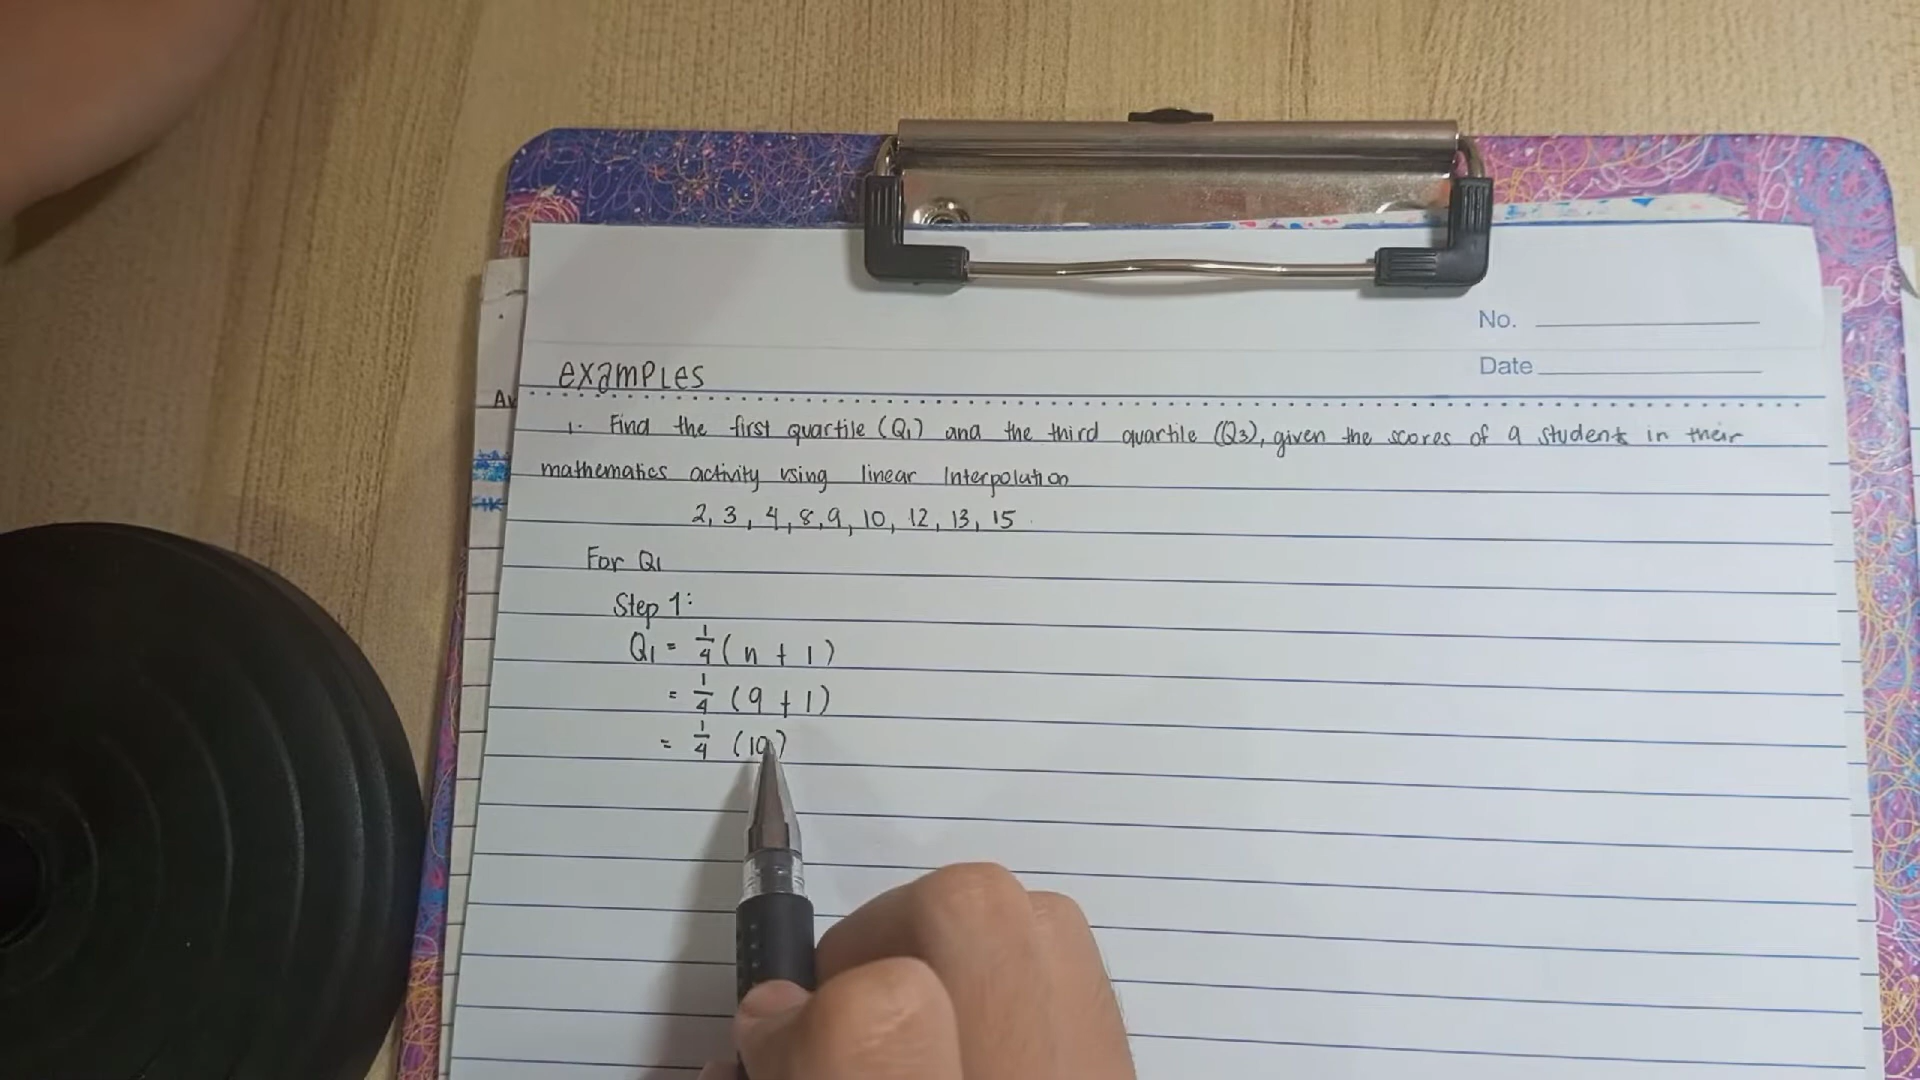 No.
Date
examples
Av
1. Find the first quartile (Q1) and the third quartile (Q3), given the scores of 9 students in their
mathematics activity using linear Interpolation
2, 3, 4, 8, 9, 10, 12, 13, 15
For Q1
Step 1:
Q1 = 1/4 (n + 1)
= 1/4 (9 + 1)
= 1/4 (10)